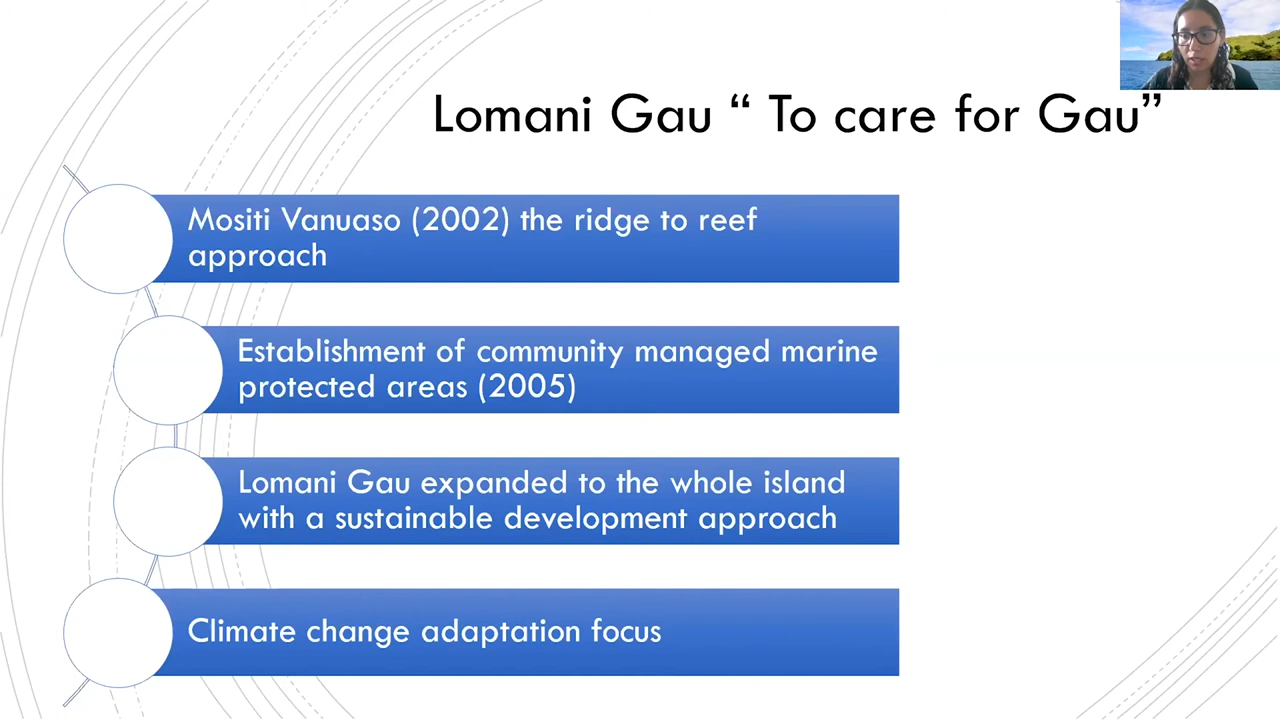 Lomani Gau “ To care for Gau”
Mositi Vanuaso (2002) the ridge to reef
approach
Establishment of community managed marine
protected areas (2005)
Lomani Gau expanded to the whole island
with a sustainable development approach
Climate change adaptation focus